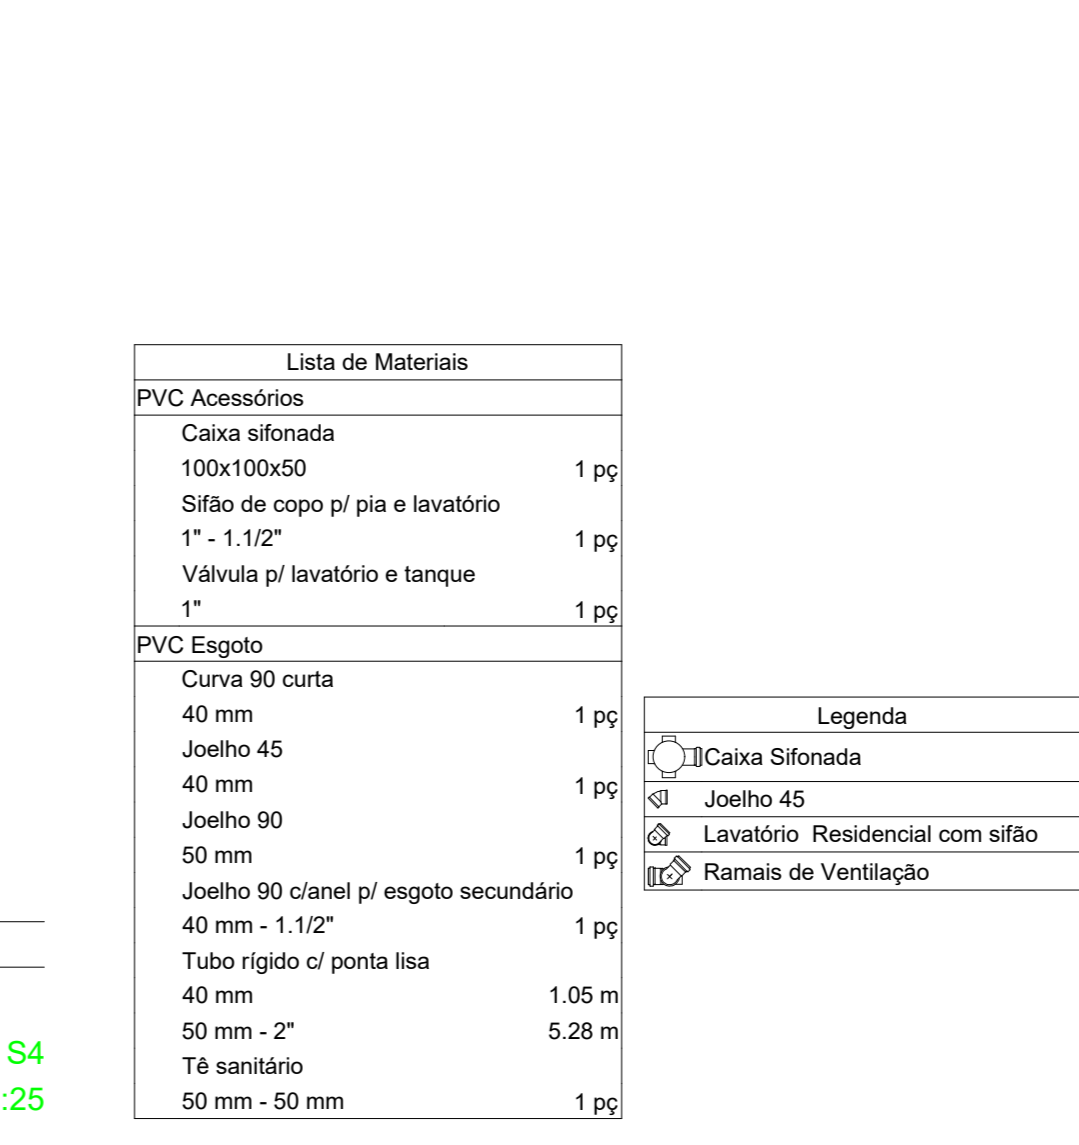 Lista de Materiais
PVC Acessórios
Caixa sifonada
100x100x50 1 pç
Sifão de copo p/ pia e lavatório
1" - 1.1/2" 1 pç
Válvula p/ lavatório e tanque
1" 1 pç
PVC Esgoto
Curva 90 curta
40 mm 1 pç
Joelho 45
40 mm 1 pç
Joelho 90
50 mm 1 pç
Joelho 90 c/anel p/ esgoto secundário
40 mm - 1.1/2" 1 pç
Tubo rígido c/ ponta lisa
40 mm 1.05 m
50 mm - 2" 5.28 m
Tê sanitário
50 mm - 50 mm 1 pç
Legenda
Caixa Sifonada
Joelho 45
Lavatório Residencial com sifão
Ramais de Ventilação
S4
:25